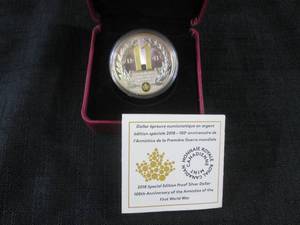 11
Dollar épreuve numismatique en argent
édition spéciale 2018 – 100e anniversaire de
l'Armistice de la Première Guerre mondiale
MONNAIE ROYALE CANADIENNE
ROYAL CANADIAN MINT
2018 Special Edition Proof Silver Dollar-
100th Anniversary of the Armistice of the
First World War